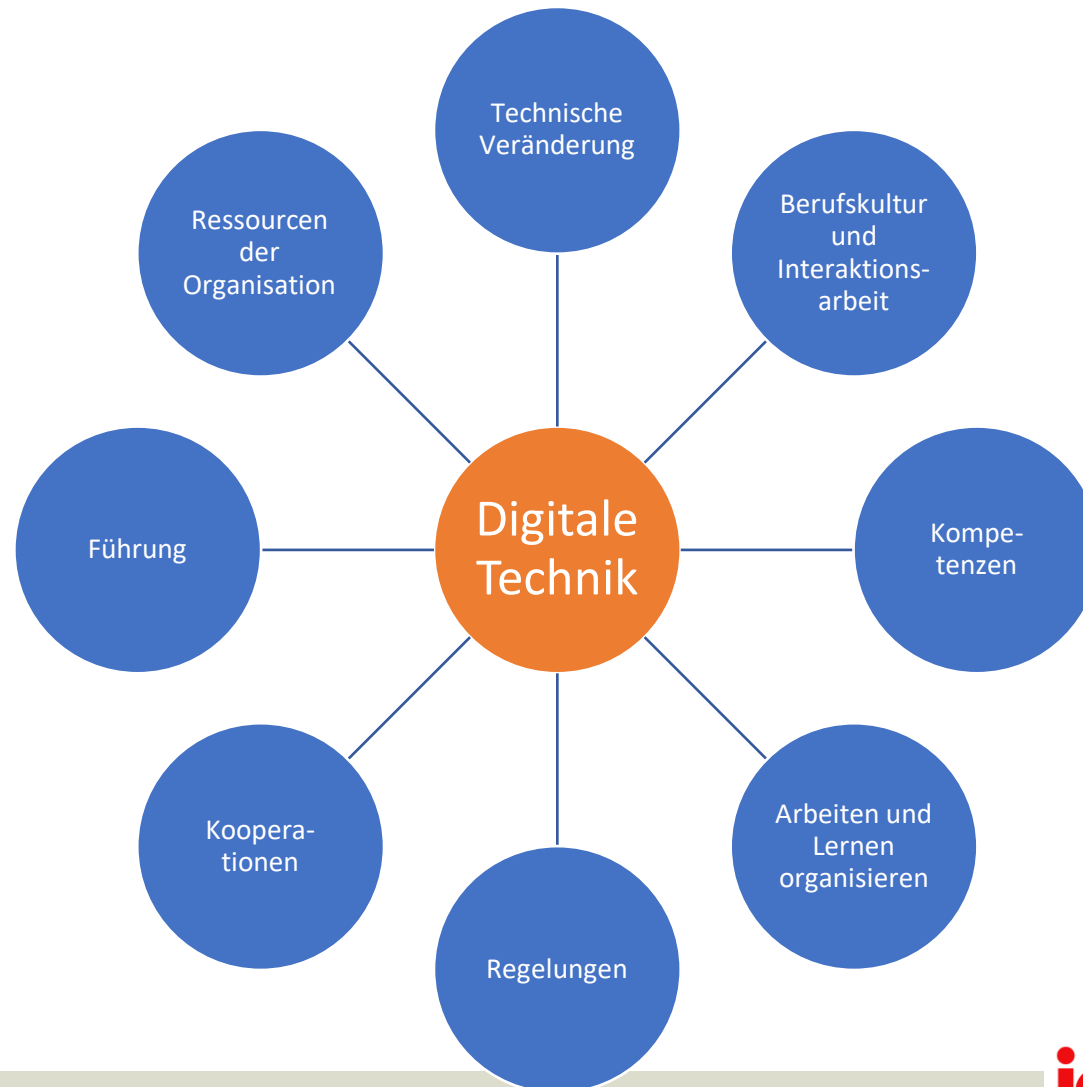 Technische
Veränderung
Berufskultur
und
Interaktions-
arbeit
Kompe-
tenzen
Arbeiten und
Lernen
organisieren
Regelungen
Koopera-
tionen
Führung
Ressourcen
der
Organisation
Digitale
Technik